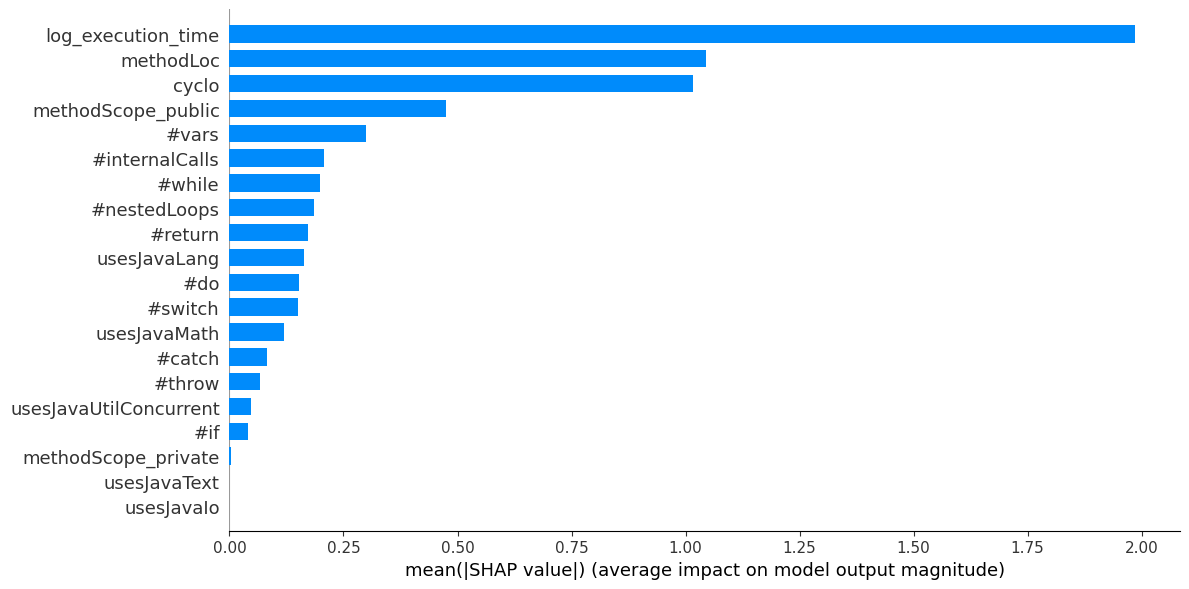 log_execution_time
methodLoc
cyclo
methodScope_public
#vars
#internalCalls
#while
#nestedLoops
#return
usesJavaLang
#do
#switch
usesJavaMath
#catch
#throw
usesJavaUtilConcurrent
#if
methodScope_private
usesJavaText
usesJavaIo
0.00 0.25 0.50 0.75 1.00 1.25 1.50 1.75 2.00
mean(|SHAP value|) (average impact on model output magnitude)